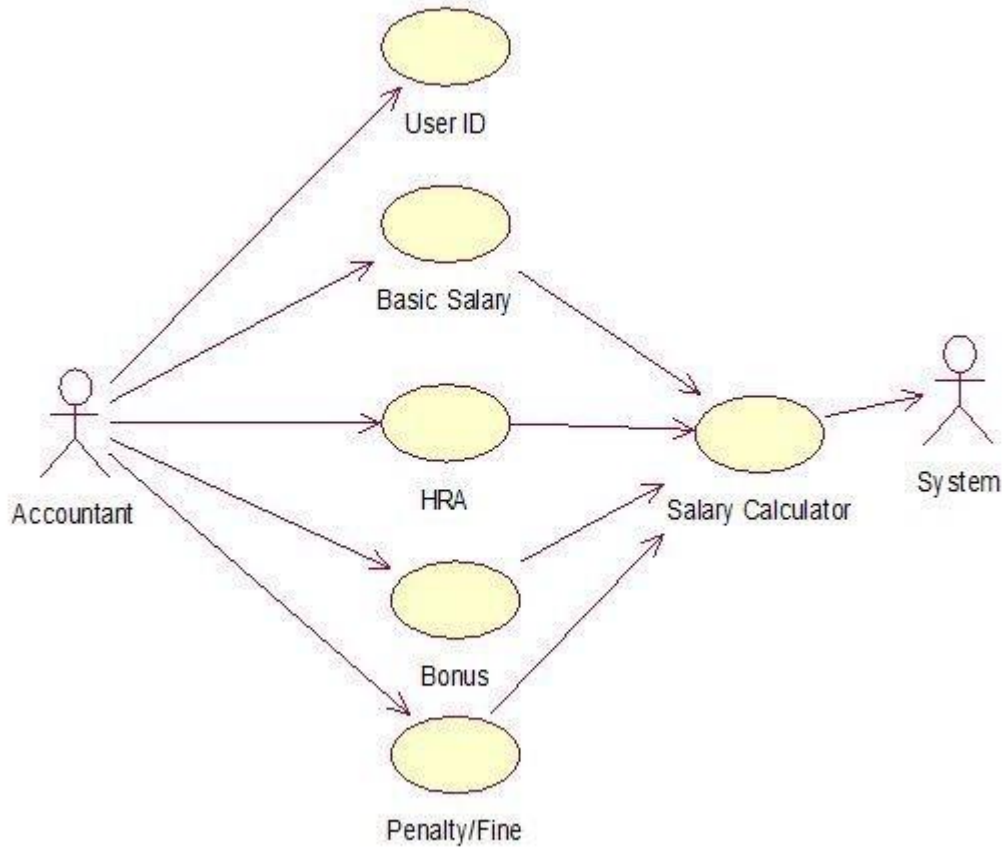 User ID
Basic Salary
HRA
Accountant
Salary Calculator
System
Bonus
Penalty/Fine